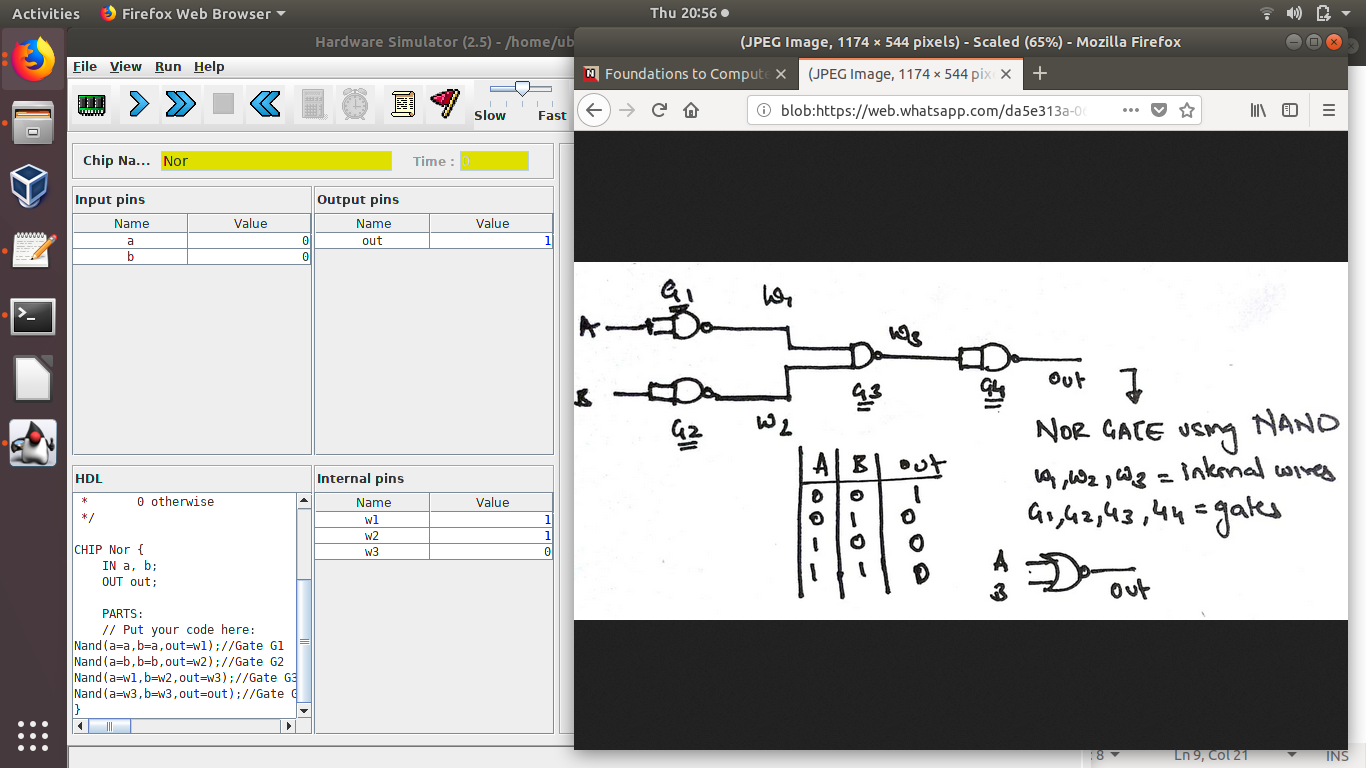 Activities Firefox Web Browser Thu 20:56
Hardware Simulator (2.5) - /home/ub
(JPEG Image, 1174 × 544 pixels) - Scaled (65%) - Mozilla Firefox
File View Run Help
Foundations to Compute
(JPEG Image, 1174 × 544 pix
blob:https://web.whatsapp.com/da5e313a-0
Slow Fast
Chip Na... Nor Time : 0
Input pins
Name Value
a 0
b 0
Output pins
Name Value
out 1
HDL
* 0 otherwise
*/
CHIP Nor {
IN a, b;
OUT out;
PARTS:
// Put your code here:
Nand(a=a,b=a,out=w1);//Gate G1
Nand(a=b,b=b,out=w2);//Gate G2
Nand(a=w1,b=w2,out=w3);//Gate G3
Nand(a=w3,b=w3,out=out);//Gate G
}
Internal pins
Name Value
w1 1
w2 1
w3 0
G1 W1
A
W3
B
G2 W2
G3
G4 out
NOR GATE using NAND
W1, W2, W3 = internal wires
G1, G2, G3, G4 = gates
A B out
0 0 1
0 1 0
1 0 0
1 1 0
A
B out
8 Ln 9, Col 21 INS